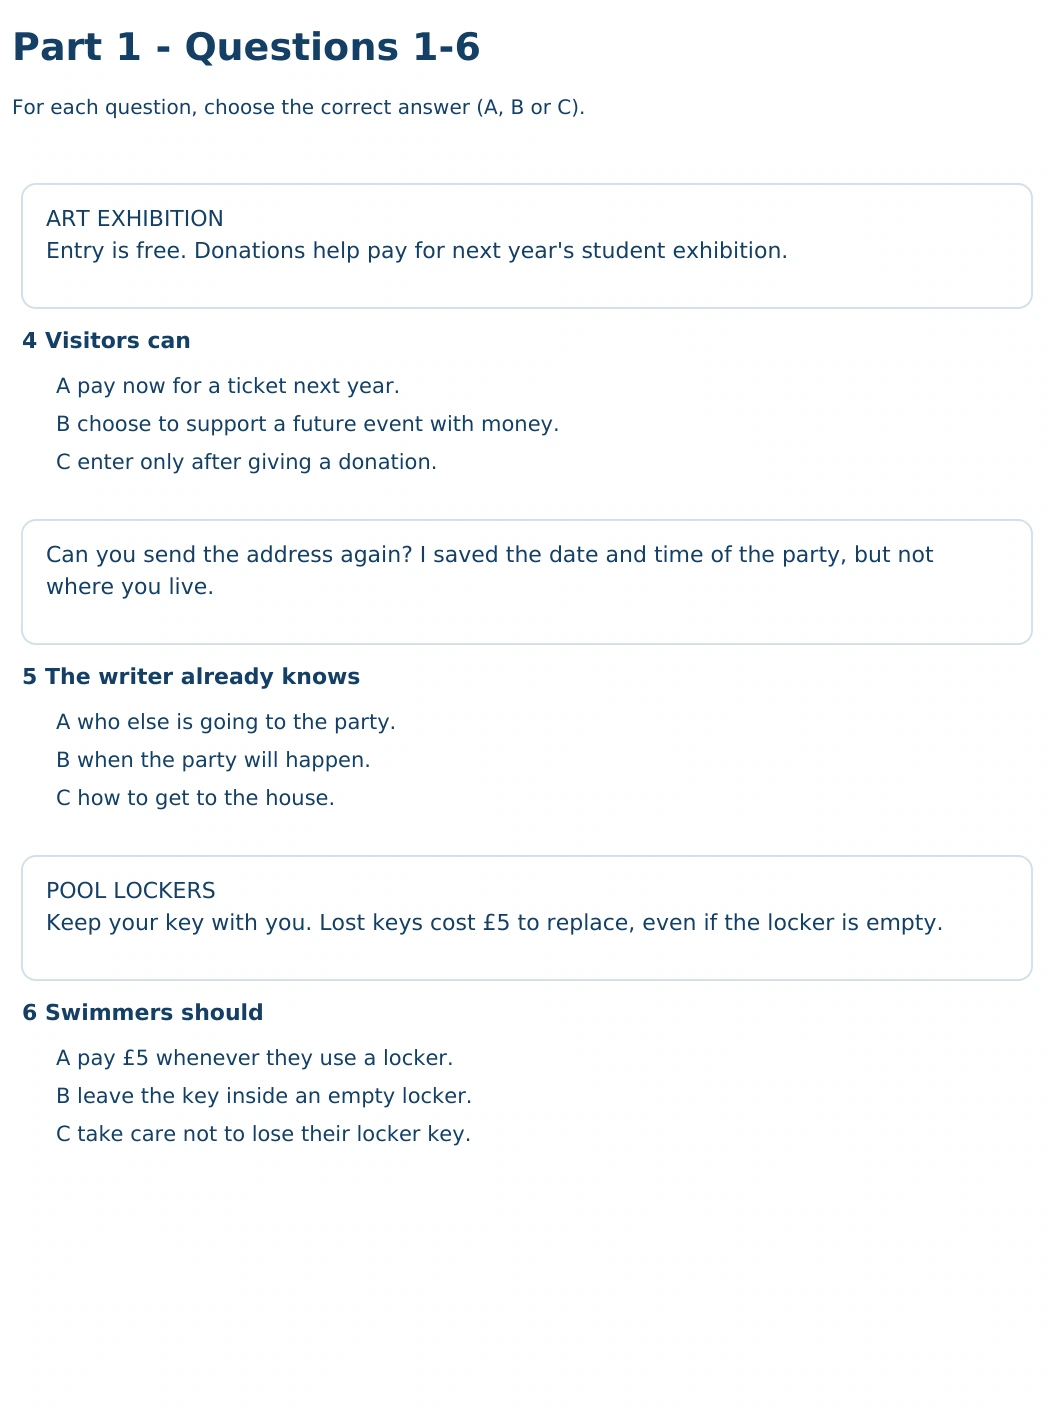 Part 1 - Questions 1-6
For each question, choose the correct answer (A, B or C).
ART EXHIBITION
Entry is free. Donations help pay for next year's student exhibition.
4 Visitors can
A pay now for a ticket next year.
B choose to support a future event with money.
C enter only after giving a donation.
Can you send the address again? I saved the date and time of the party, but not
where you live.
5 The writer already knows
A who else is going to the party.
B when the party will happen.
C how to get to the house.
POOL LOCKERS
Keep your key with you. Lost keys cost £5 to replace, even if the locker is empty.
6 Swimmers should
A pay £5 whenever they use a locker.
B leave the key inside an empty locker.
C take care not to lose their locker key.